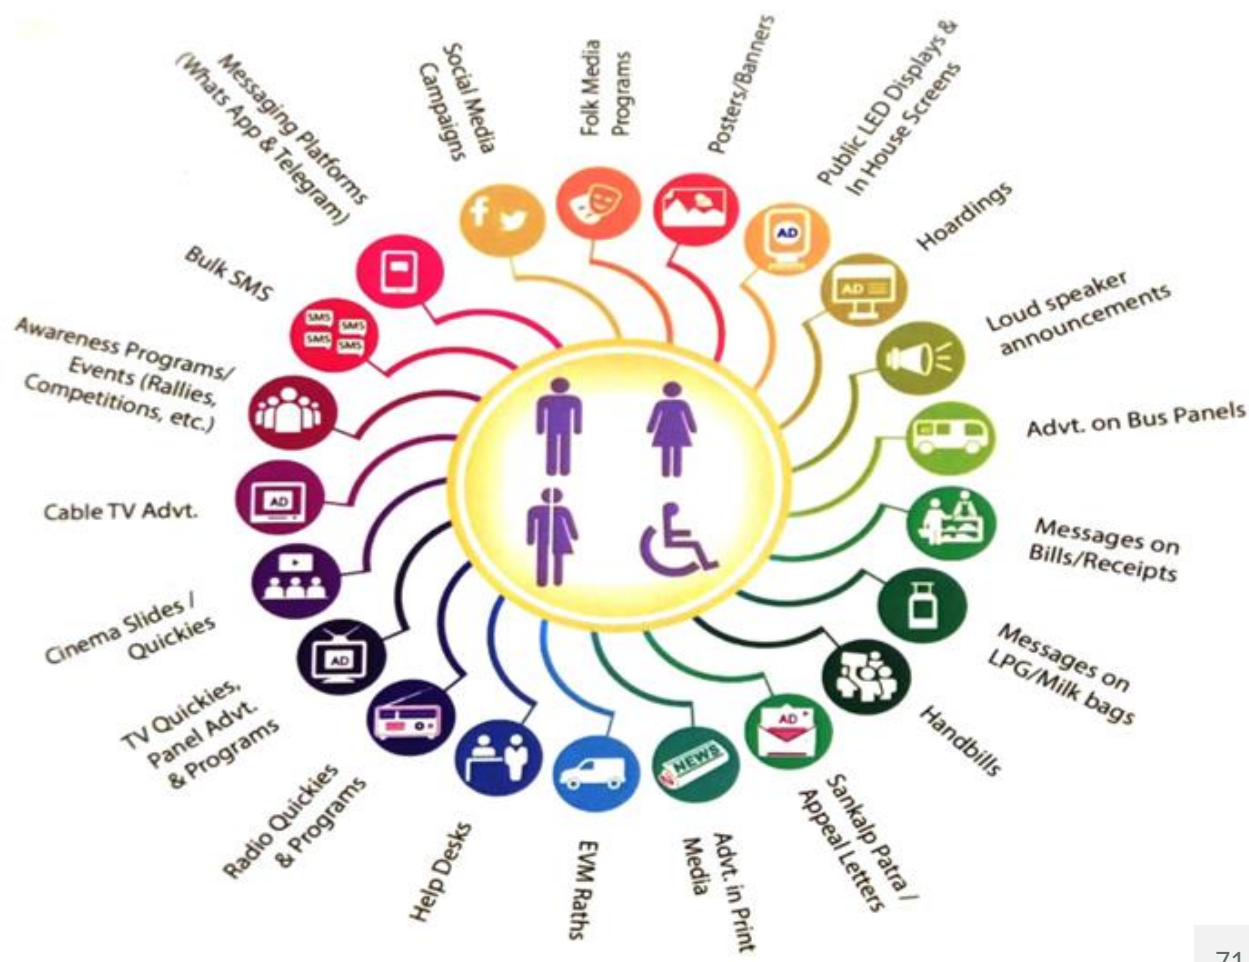 Folk Media
Programs
Posters/Banners
Public LED Displays &
In House Screens
Hoardings
Loud speaker
announcements
Advt. on Bus Panels
Messages on
Bills/Receipts
Messages on
LPG/Milk bags
Handbills
Sankalp Patra /
Appeal Letters
Advt. in Print
Media
EVM Raths
Help Desks
Radio Quickies
& Programs
TV Quickies,
Panel Advt.
& Programs
Cinema Slides /
Quickies
Cable TV Advt.
Awareness Programs/
Events (Rallies,
Competitions, etc.)
Bulk SMS
Messaging Platforms
(Whats App & Telegram)
Social Media
Campaigns
AD
AD
AD
NEWS
AD
AD
SMS
SMS
SMS
SMS
71